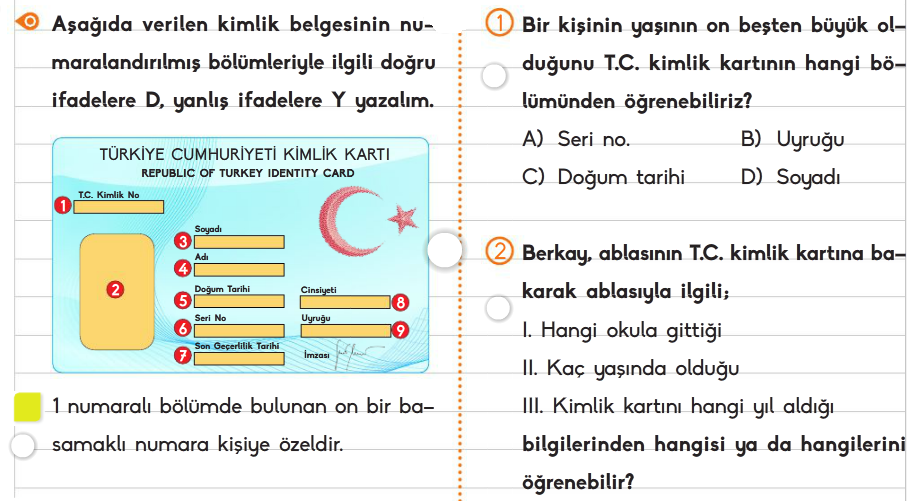 Aşağıda verilen kimlik belgesinin nu-
maralandırılmış bölümleriyle ilgili doğru
ifadelere D, yanlış ifadelere Y yazalım.
TÜRKİYE CUMHURİYETİ KİMLİK KARTI
REPUBLIC OF TURKEY IDENTITY CARD
T.C. Kimlik No
1
2
Soyadı
3
Adı
4
Doğum Tarihi
5
Cinsiyeti
8
Seri No
6
Uyruğu
9
Son Geçerlilik Tarihi
7
İmzası
1 numaralı bölümde bulunan on bir ba-
samaklı numara kişiye özeldir.
1 Bir kişinin yaşının on beşten büyük ol-
duğunu T.C. kimlik kartının hangi bö-
lümünden öğrenebiliriz?
A) Seri no. B) Uyruğu
C) Doğum tarihi D) Soyadı
2 Berkay, ablasının T.C. kimlik kartına ba-
karak ablasıyla ilgili;
I. Hangi okula gittiği
II. Kaç yaşında olduğu
III. Kimlik kartını hangi yıl aldığı
bilgilerinden hangisi ya da hangilerini
öğrenebilir?